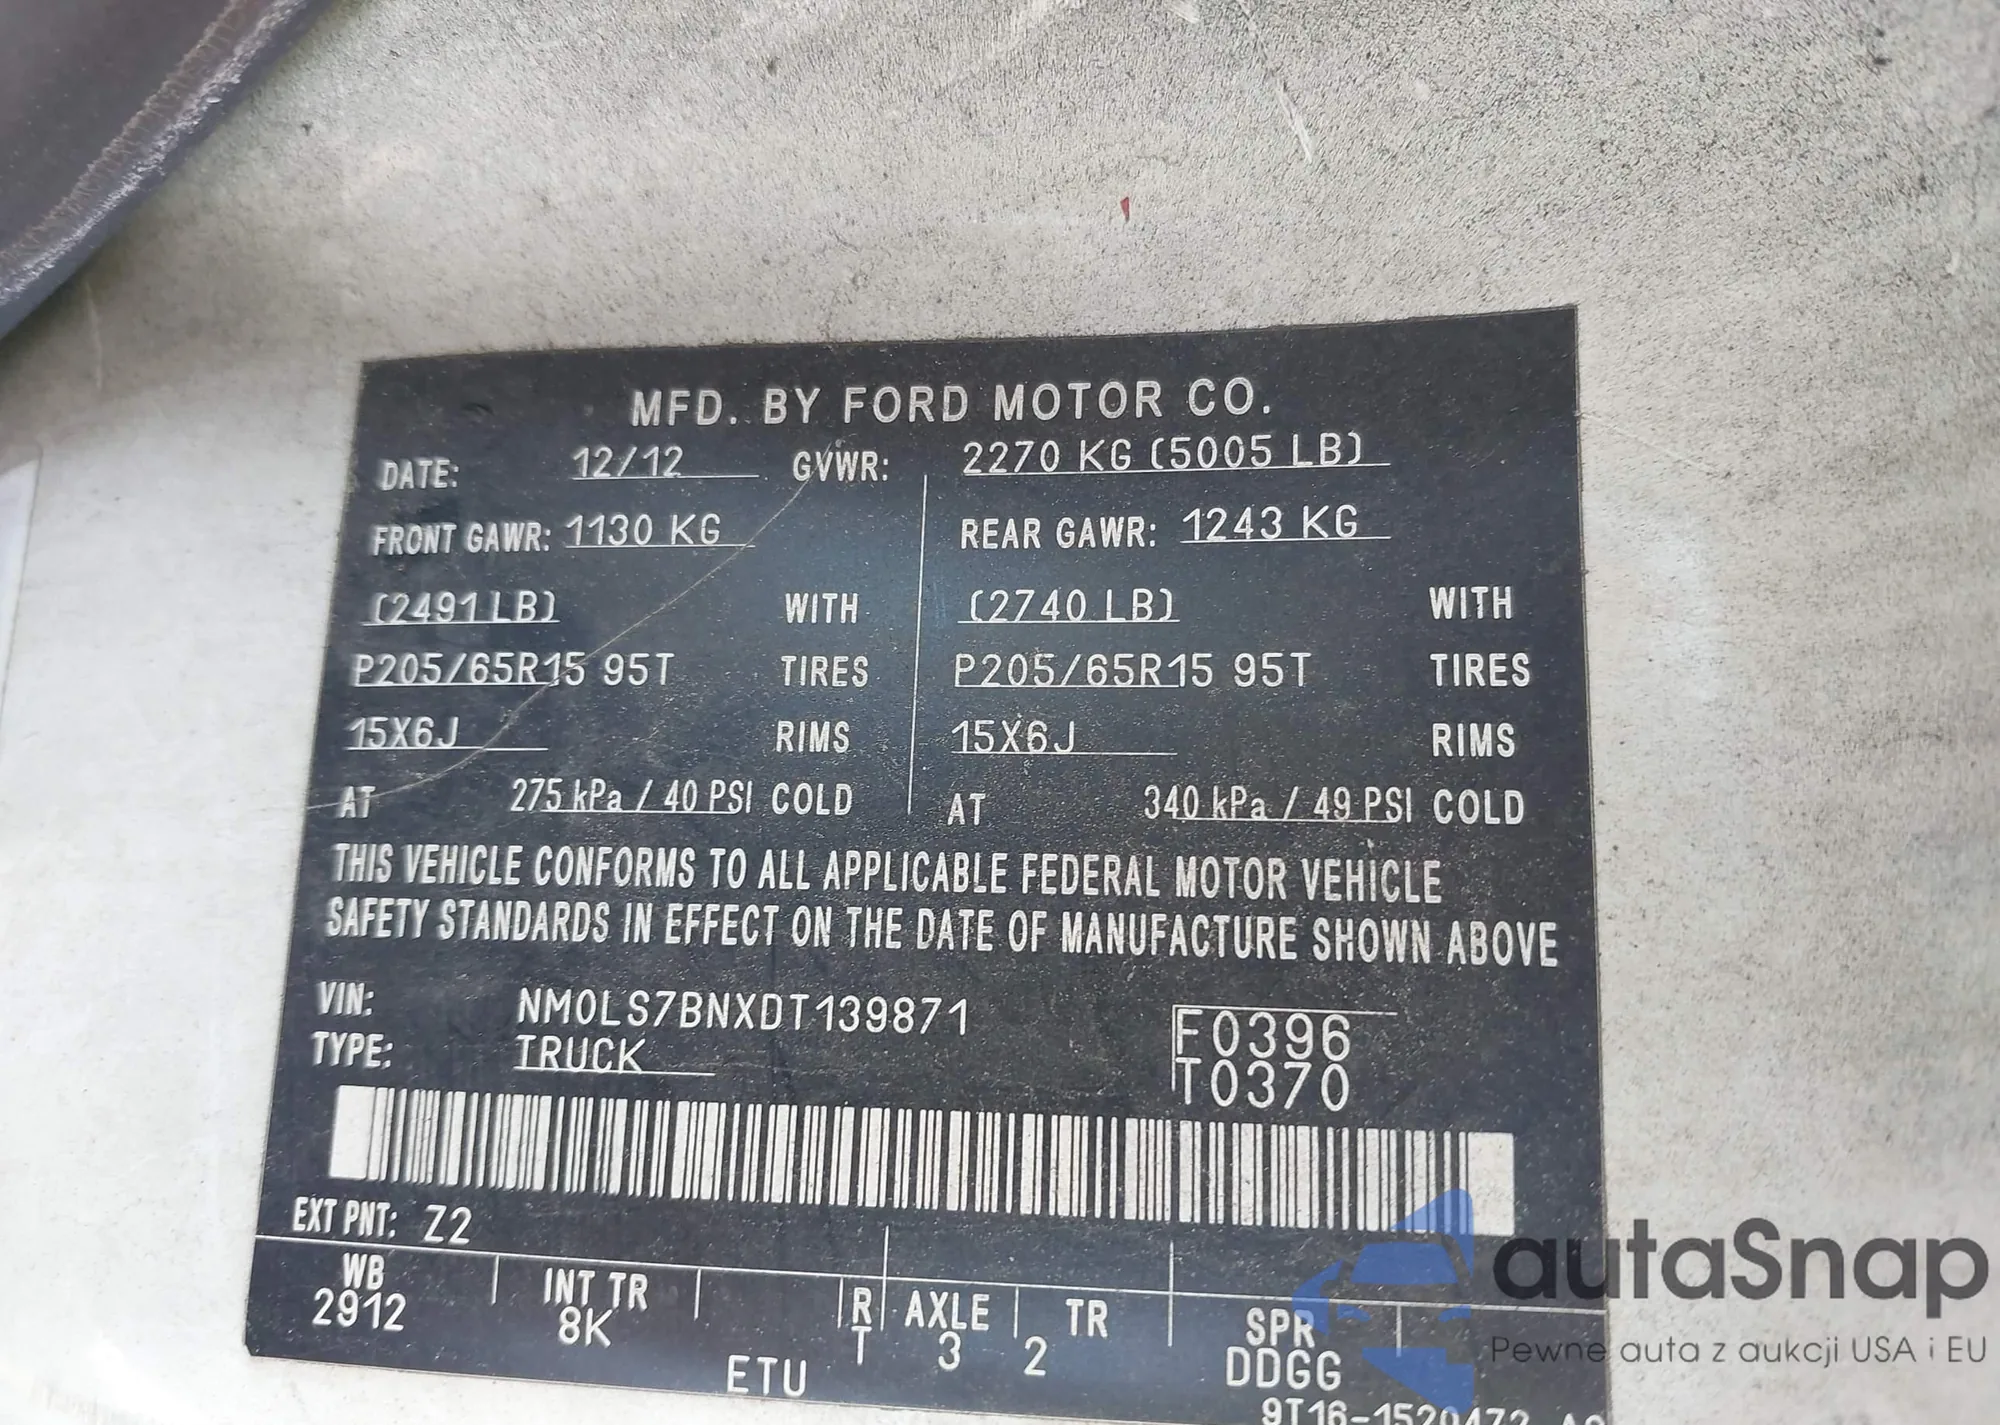 MFD. BY FORD MOTOR CO.
DATE: 12/12 GVWR: 2270 KG (5005 LB)
FRONT GAWR: 1130 KG REAR GAWR: 1243 KG
(2491 LB) WITH (2740 LB) WITH
P205/65R15 95T TIRES P205/65R15 95T TIRES
15X6J RIMS 15X6J RIMS
AT 275 kPa / 40 PSI COLD AT 340 kPa / 49 PSI COLD
THIS VEHICLE CONFORMS TO ALL APPLICABLE FEDERAL MOTOR VEHICLE
SAFETY STANDARDS IN EFFECT ON THE DATE OF MANUFACTURE SHOWN ABOVE
VIN: NM0LS7BNXDT139871 F0396
TYPE: TRUCK T0370
EXT PNT: Z2
WB INT TR R AXLE TR SPR
2912 8K T 3 2 DDGG
ETU
9T16-1520472
autaSnap
Pewne auta z aukcji USA i EU